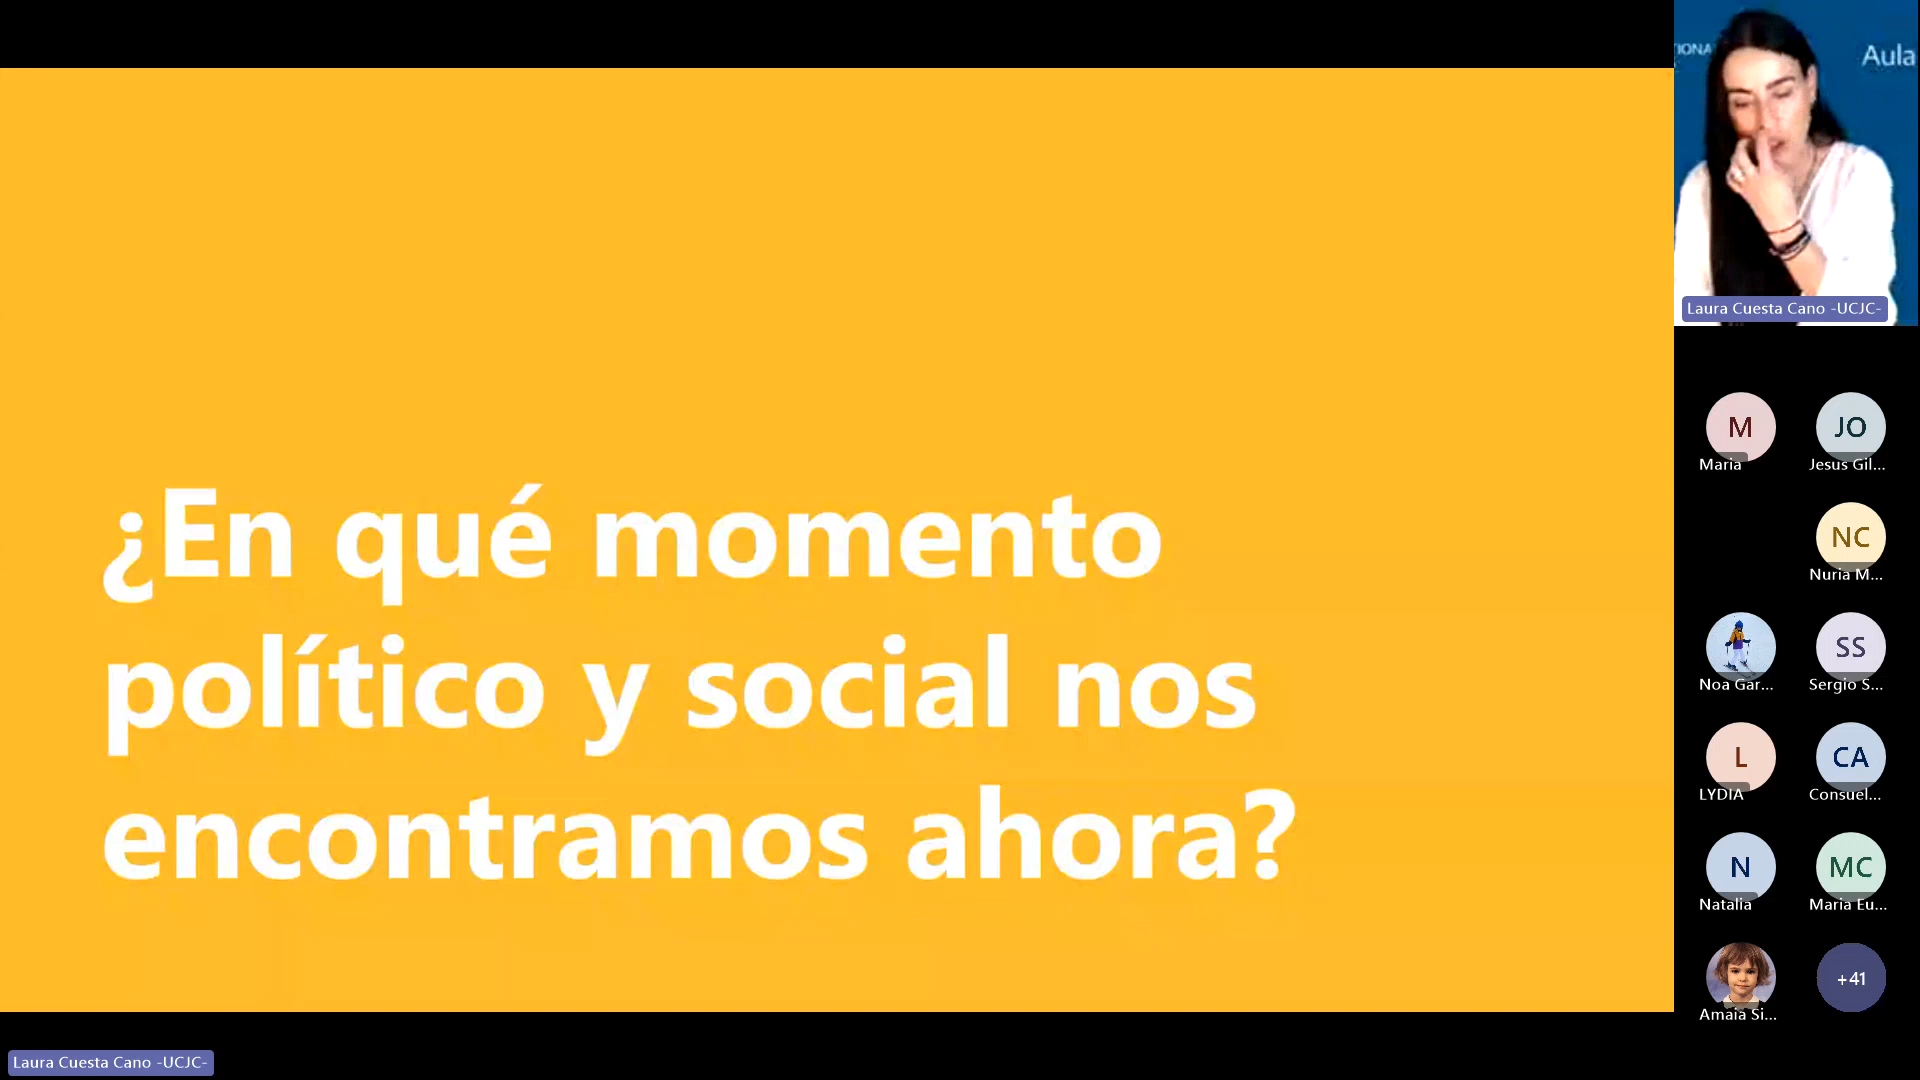 ¿En qué momento
político y social nos
encontramos ahora?
Aula
Laura Cuesta Cano -UCJC-
M
Maria
JO
Jesus Gil...
NC
Nuria M...
Noa Gar...
SS
Sergio S...
L
LYDIA
CA
Consuel...
N
Natalia
MC
Maria Eu...
Amaia Si...
+41
Laura Cuesta Cano -UCJC-